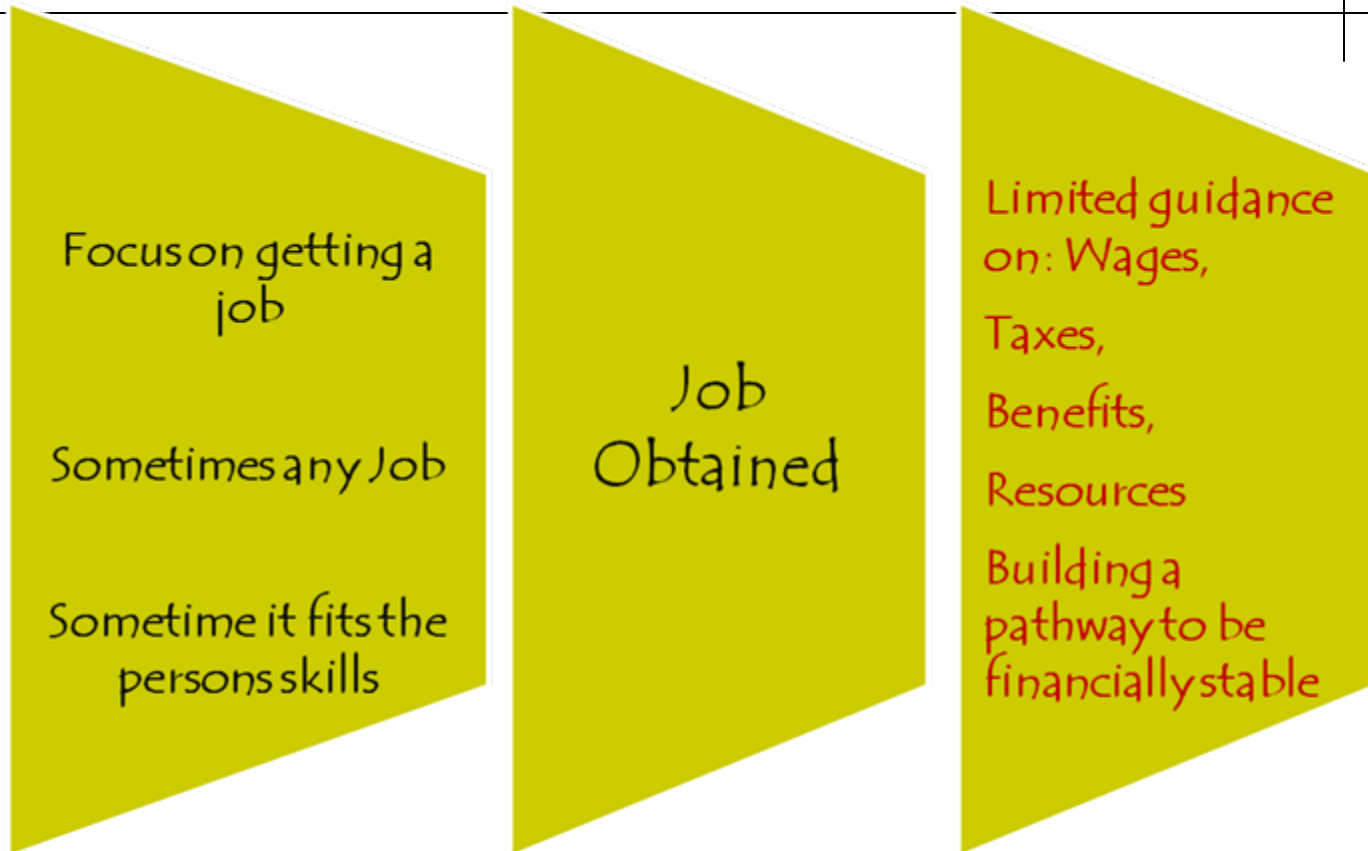 Focus on getting a
job
Sometimes any Job
Sometime it fits the
persons skills
Job
Obtained
Limited guidance
on: Wages,
Taxes,
Benefits,
Resources
Building a
pathway to be
financially stable